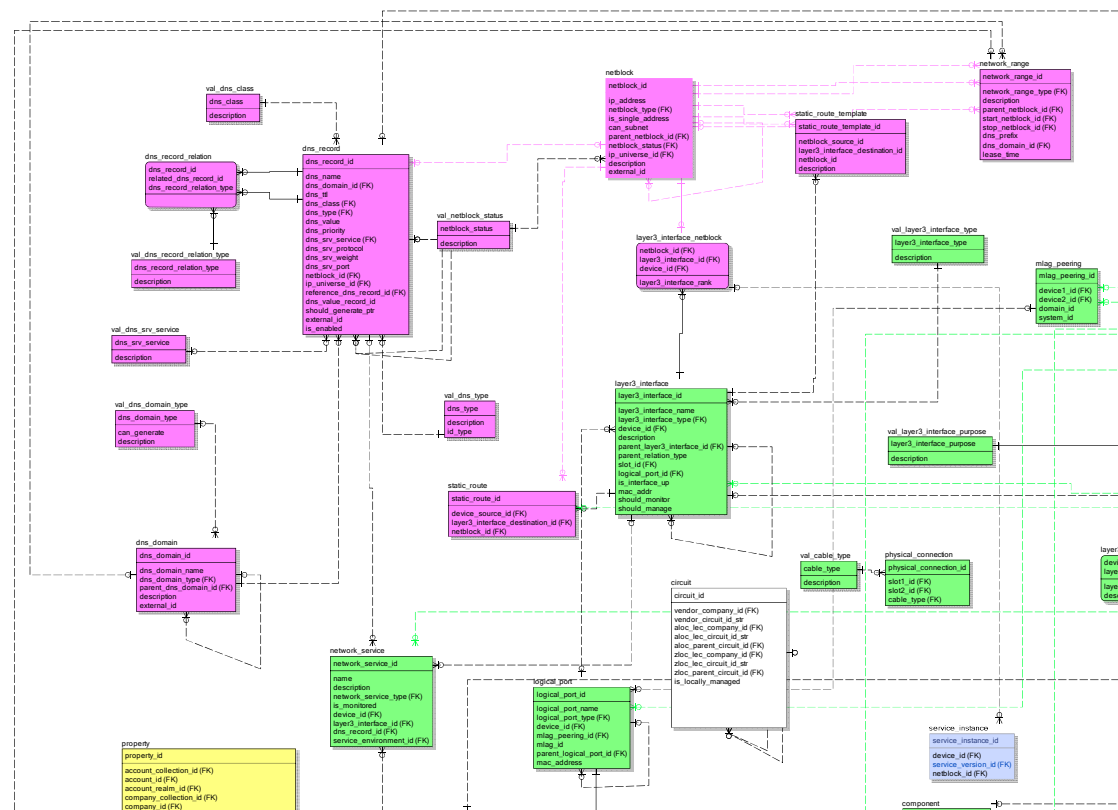 val_dns_class
dns_class
description
dns_record_relation
dns_record_id
related_dns_record_id
dns_record_relation_type
val_dns_record_relation_type
dns_record_relation_type
description
val_dns_srv_service
dns_srv_service
description
val_dns_domain_type
dns_domain_type
can_generate
description
dns_domain
dns_domain_id
dns_domain_name
dns_domain_type (FK)
parent_dns_domain_id (FK)
description
external_id
property
property_id
account_collection_id (FK)
account_id (FK)
account_realm_id (FK)
company_collection_id (FK)
company_id (FK)
dns_record
dns_record_id
dns_name
dns_domain_id (FK)
dns_ttl
dns_class (FK)
dns_type (FK)
dns_value
dns_priority
dns_srv_service (FK)
dns_srv_protocol
dns_srv_weight
dns_srv_port
netblock_id (FK)
ip_universe_id (FK)
reference_dns_record_id (FK)
dns_value_record_id
should_generate_ptr
external_id
is_enabled
val_netblock_status
netblock_status
description
val_dns_type
dns_type
description
id_type
static_route
static_route_id
device_source_id (FK)
layer3_interface_destination_id (FK)
netblock_id (FK)
network_service
network_service_id
name
description
network_service_type (FK)
is_monitored
device_id (FK)
layer3_interface_id (FK)
dns_record_id (FK)
service_environment_id (FK)
netblock
netblock_id
ip_address
netblock_type (FK)
is_single_address
can_subnet
parent_netblock_id (FK)
netblock_status (FK)
ip_universe_id (FK)
description
external_id
layer3_interface_netblock
netblock_id (FK)
layer3_interface_id (FK)
device_id (FK)
layer3_interface_rank
layer3_interface
layer3_interface_id
layer3_interface_name
layer3_interface_type (FK)
device_id (FK)
description
parent_layer3_interface_id (FK)
parent_relation_type
slot_id (FK)
logical_port_id (FK)
is_interface_up
mac_addr
should_monitor
should_manage
circuit
circuit_id
vendor_company_id (FK)
vendor_circuit_id_str
aloc_lec_company_id (FK)
aloc_lec_circuit_id_str
aloc_parent_circuit_id (FK)
zloc_lec_company_id (FK)
zloc_lec_circuit_id_str
zloc_parent_circuit_id (FK)
is_locally_managed
logical_port
logical_port_id
logical_port_name
logical_port_type (FK)
device_id (FK)
mlag_peering_id (FK)
mlag_id
parent_logical_port_id (FK)
mac_address
static_route_template
static_route_template_id
netblock_source_id
layer3_interface_destination_id
netblock_id
description
network_range
network_range_id
network_range_type (FK)
description
parent_netblock_id (FK)
start_netblock_id (FK)
stop_netblock_id (FK)
dns_prefix
dns_domain_id (FK)
lease_time
val_layer3_interface_type
layer3_interface_type
description
mlag_peering
mlag_peering_id
device1_id (FK)
device2_id (FK)
domain_id
system_id
val_layer3_interface_purpose
layer3_interface_purpose
description
val_cable_type
cable_type
description
physical_connection
physical_connection_id
slot1_id (FK)
slot2_id (FK)
cable_type (FK)
service_instance
service_instance_id
device_id (FK)
service_version_id (FK)
netblock_id (FK)
component